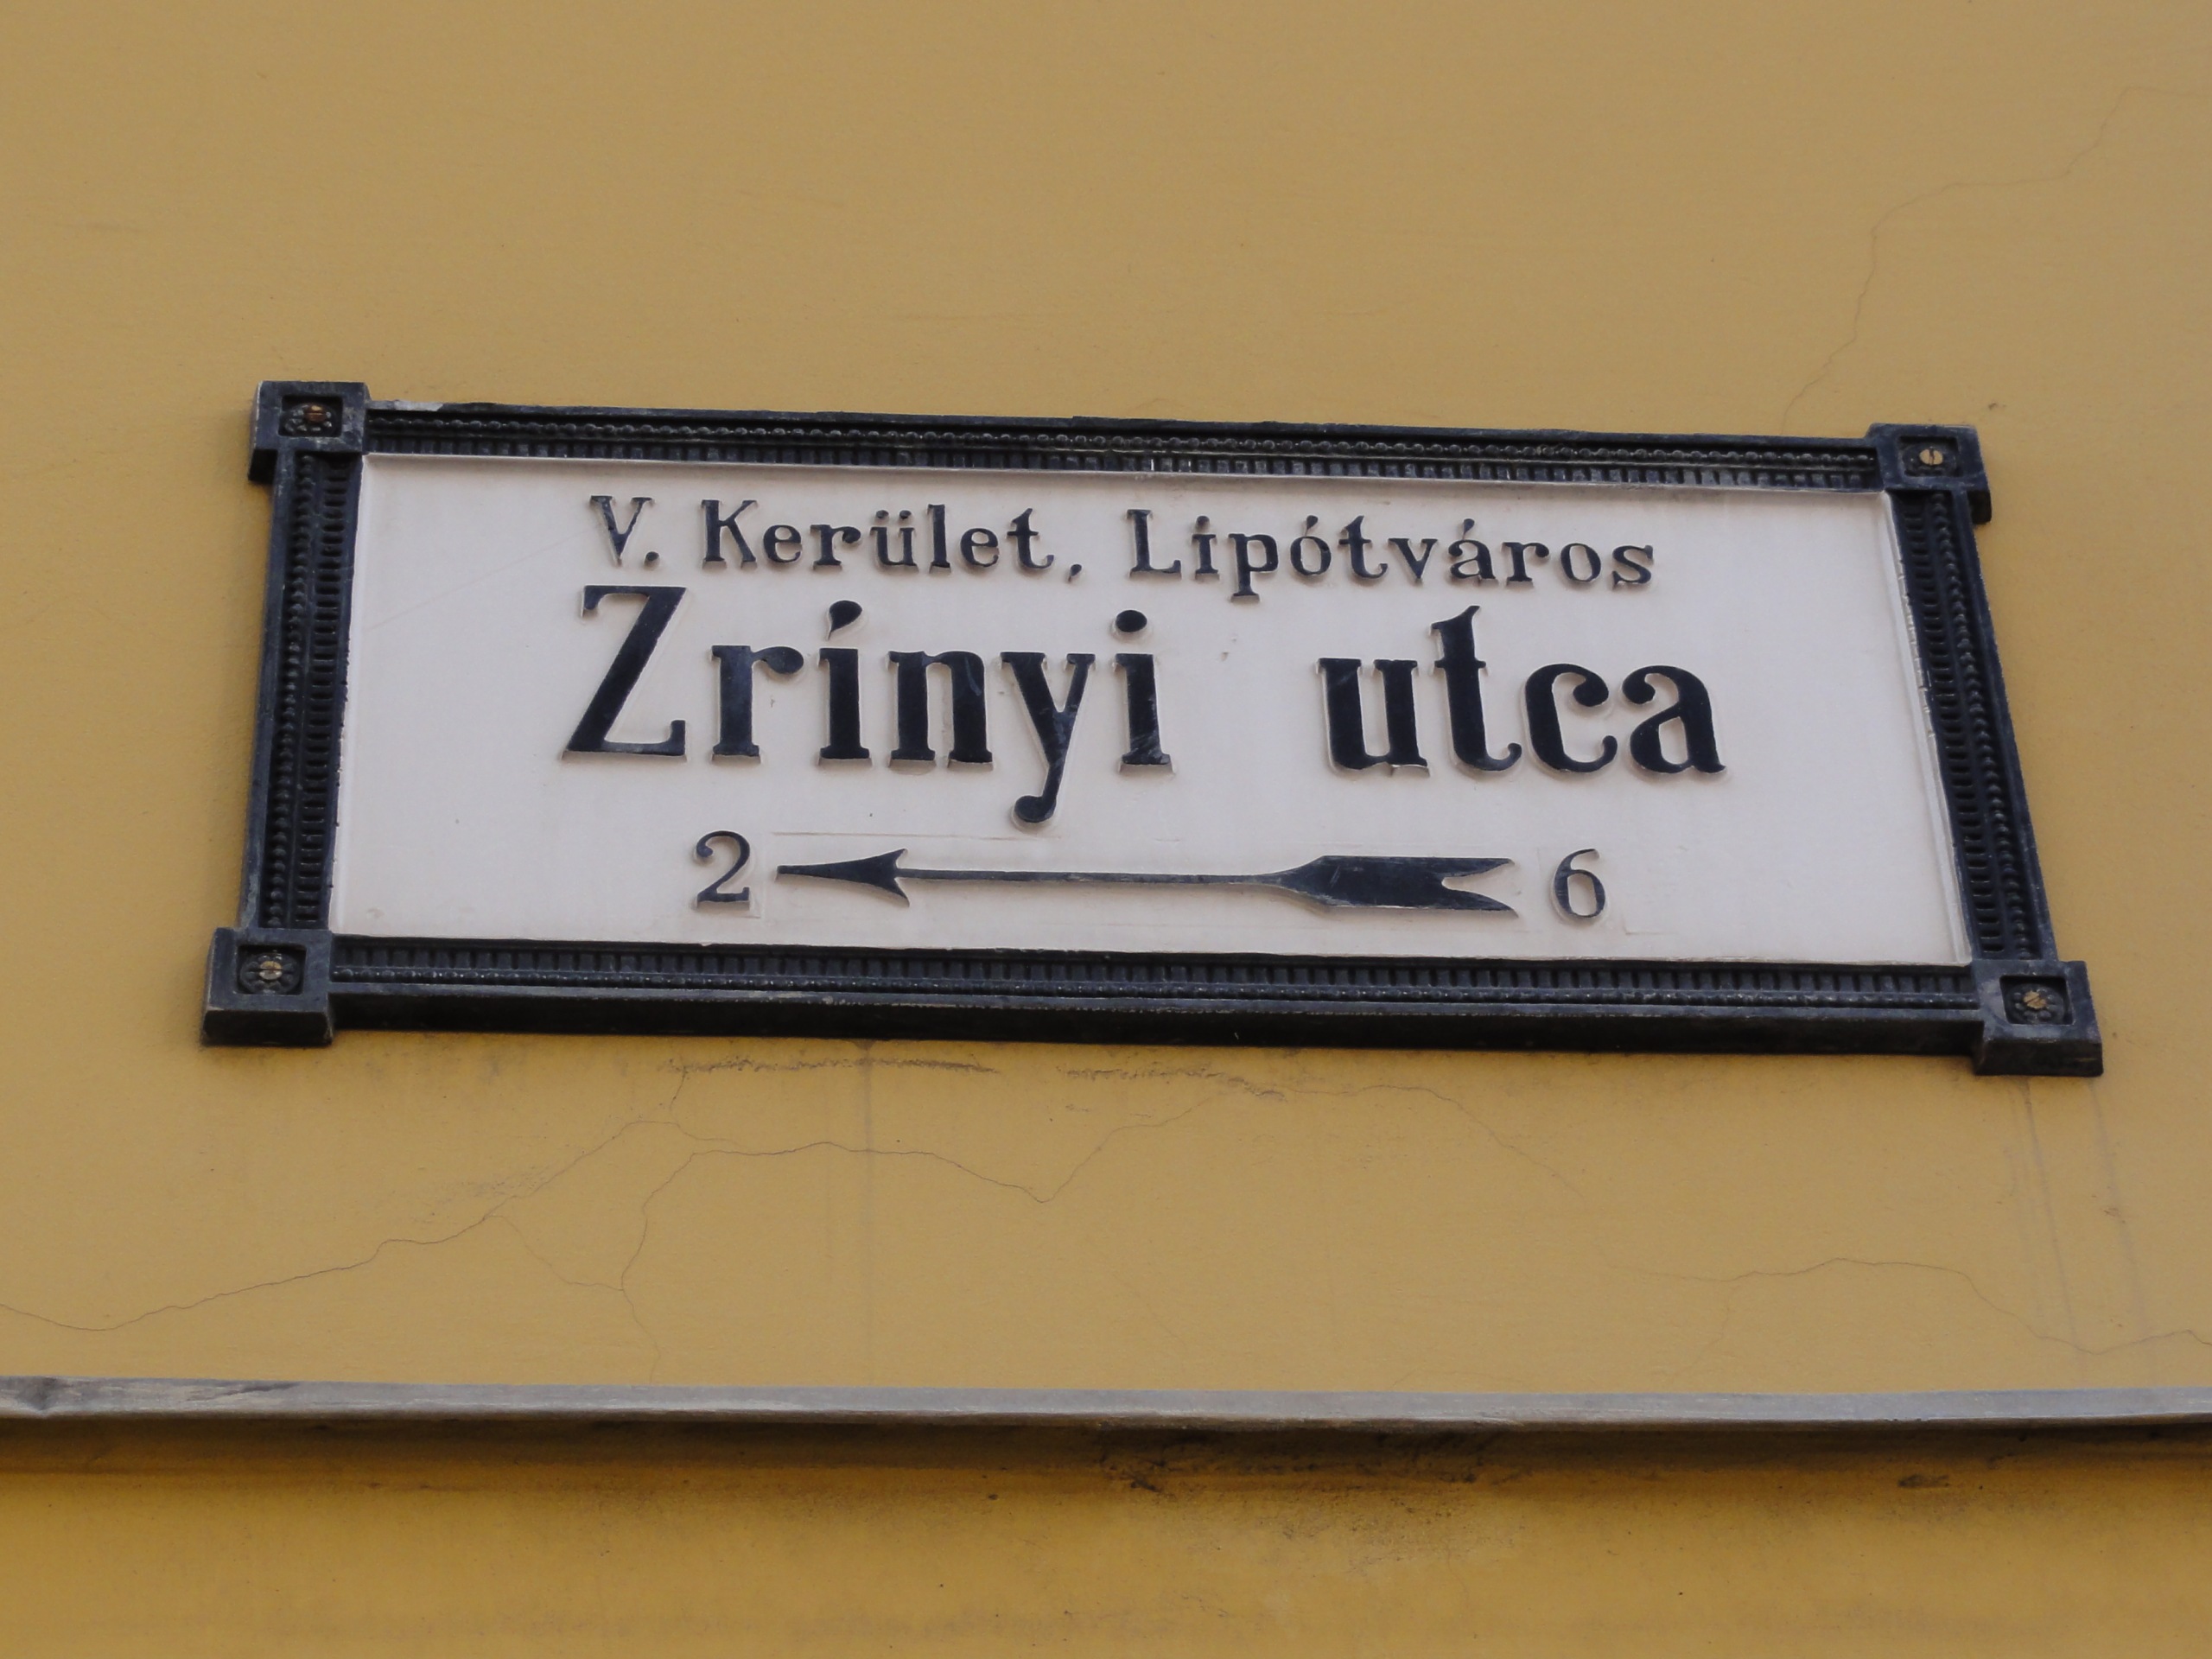 V. Kerület, Lipótváros
Zrínyi utca
2 6